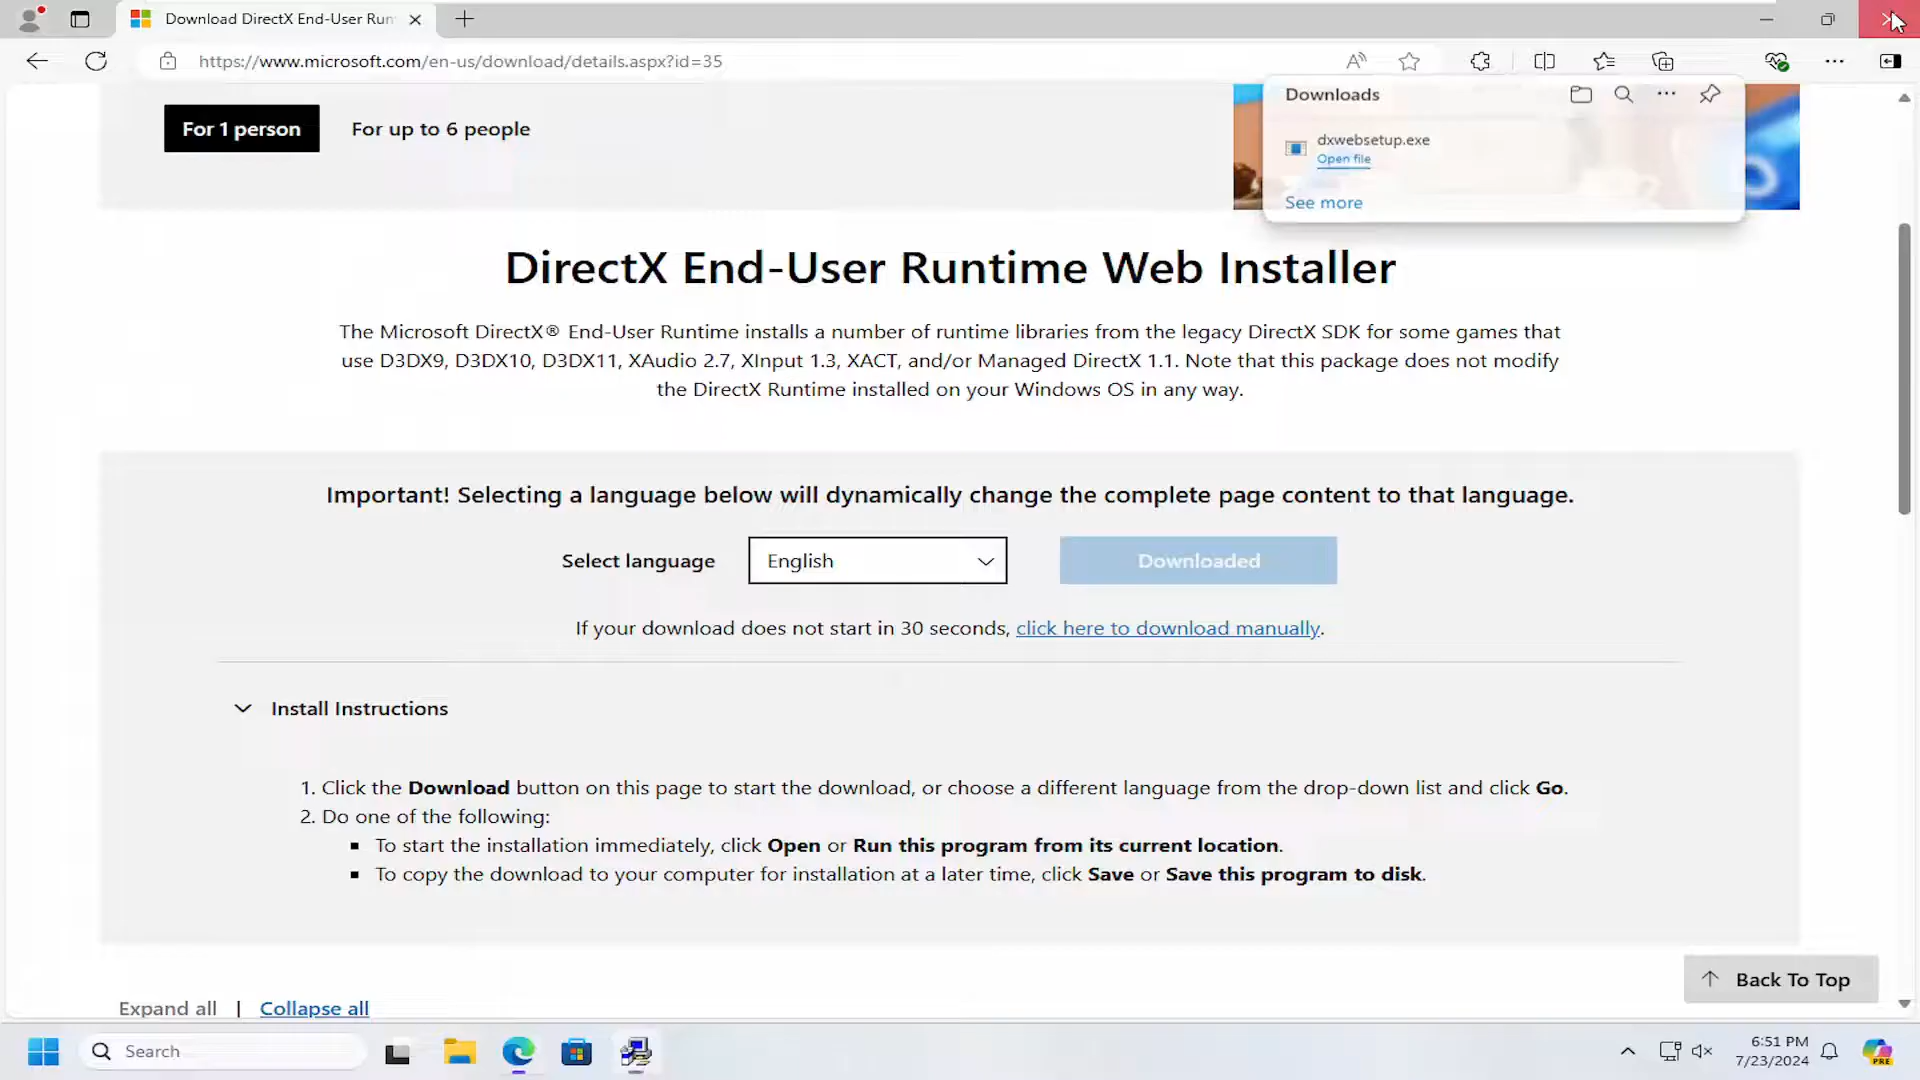 Download DirectX End-User Run
https://www.microsoft.com/en-us/download/details.aspx?id=35
For 1 person
For up to 6 people
Downloads
dxwebsetup.exe
Open file
See more
DirectX End-User Runtime Web Installer
The Microsoft DirectX® End-User Runtime installs a number of runtime libraries from the legacy DirectX SDK for some games that
use D3DX9, D3DX10, D3DX11, XAudio 2.7, XInput 1.3, XACT, and/or Managed DirectX 1.1. Note that this package does not modify
the DirectX Runtime installed on your Windows OS in any way.
Important! Selecting a language below will dynamically change the complete page content to that language.
Select language
English
Downloaded
If your download does not start in 30 seconds, click here to download manually.
Install Instructions
1. Click the Download button on this page to start the download, or choose a different language from the drop-down list and click Go.
2. Do one of the following:
▪ To start the installation immediately, click Open or Run this program from its current location.
▪ To copy the download to your computer for installation at a later time, click Save or Save this program to disk.
Back To Top
Expand all | Collapse all
Search
6:51 PM
7/23/2024
PRE